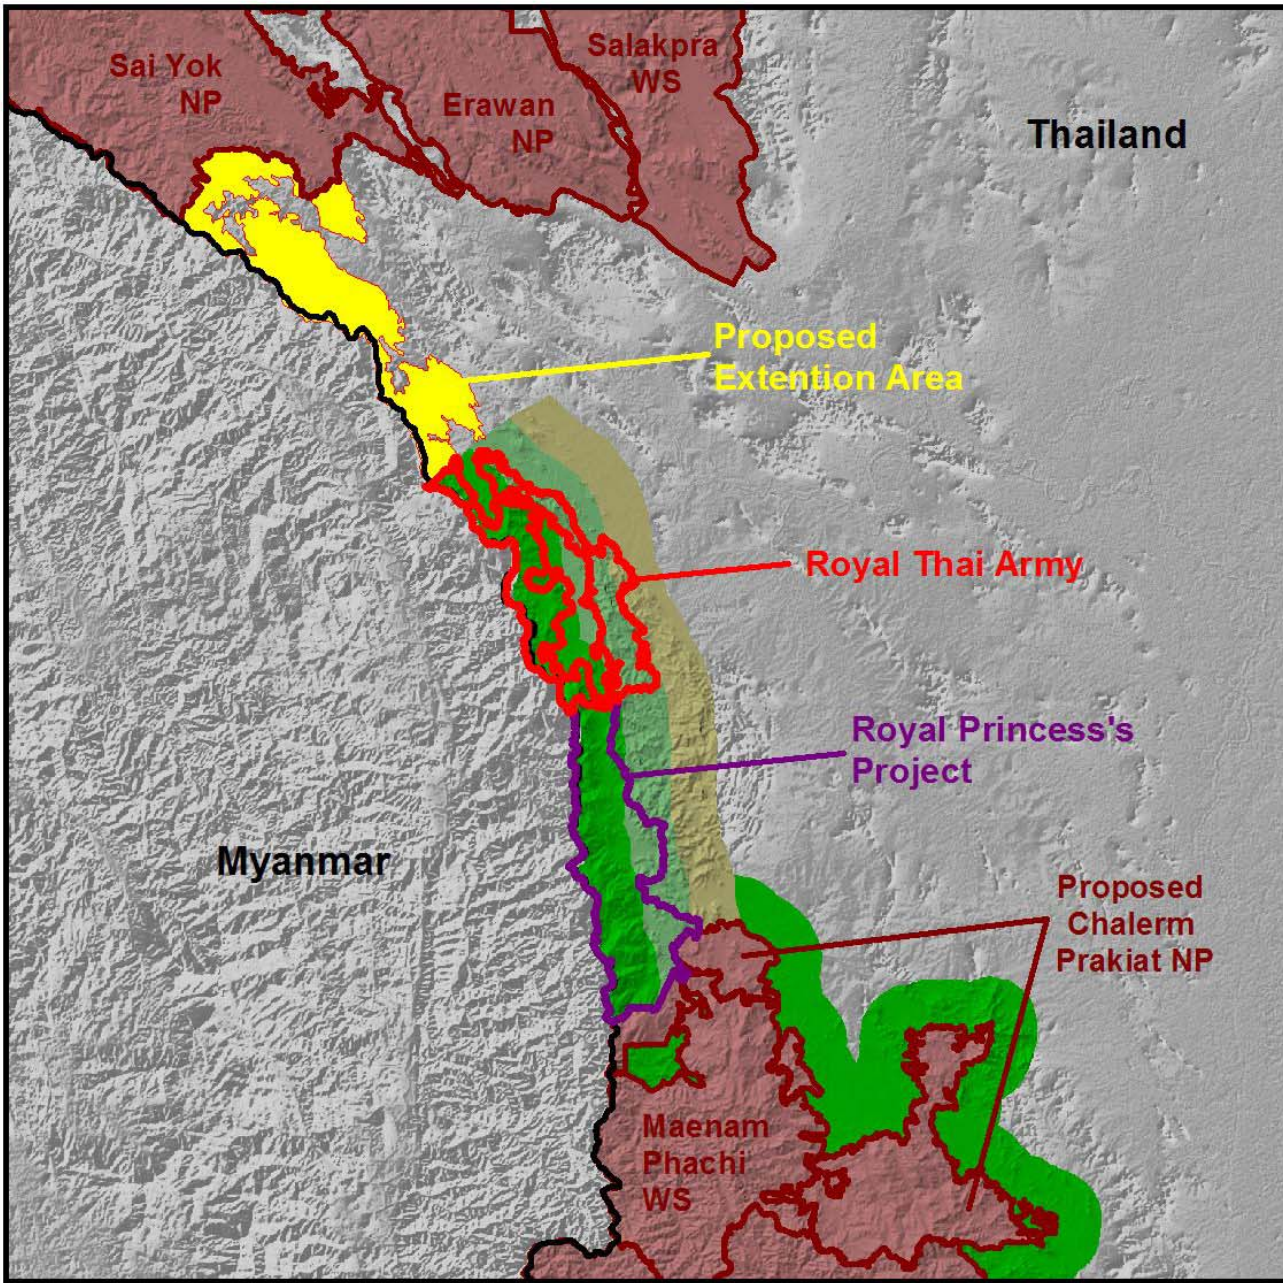 Sai Yok
NP
Erawan
NP
Salakpra
WS
Thailand
Proposed
Extention Area
Royal Thai Army
Royal Princess's
Project
Myanmar
Proposed
Chalerm
Prakiat NP
Maenam
Phachi
WS